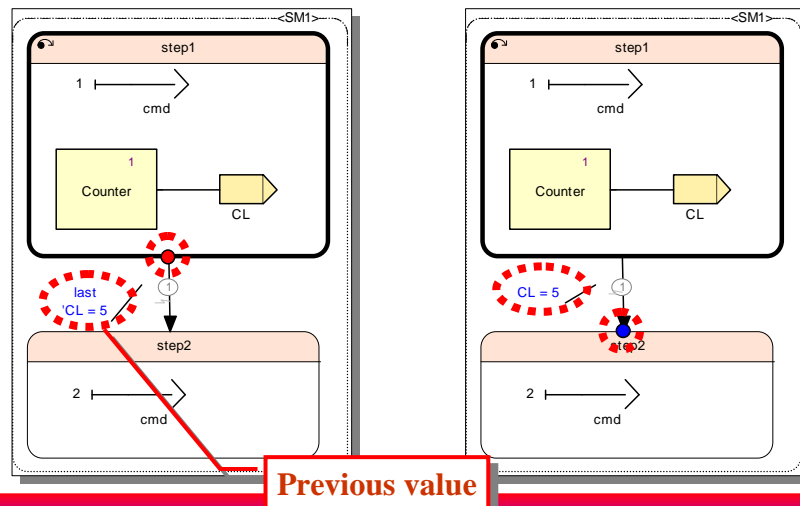 <SM1>
step1
1
cmd
1
Counter
CL
last
'CL = 5
1
step2
2
cmd
<SM1>
step1
1
cmd
1
Counter
CL
CL = 5
1
step2
2
cmd
Previous value